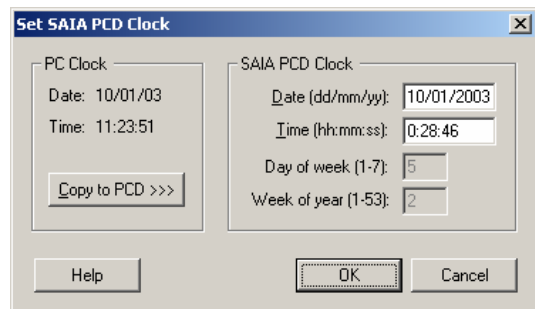 Set SAIA PCD Clock
PC Clock
Date: 10/01/03
Time: 11:23:51
Copy to PCD >>>
SAIA PCD Clock
Date (dd/mm/yy): 10/01/2003
Time (hh:mm:ss): 0:28:46
Day of week (1-7): 5
Week of year (1-53): 2
Help
OK
Cancel